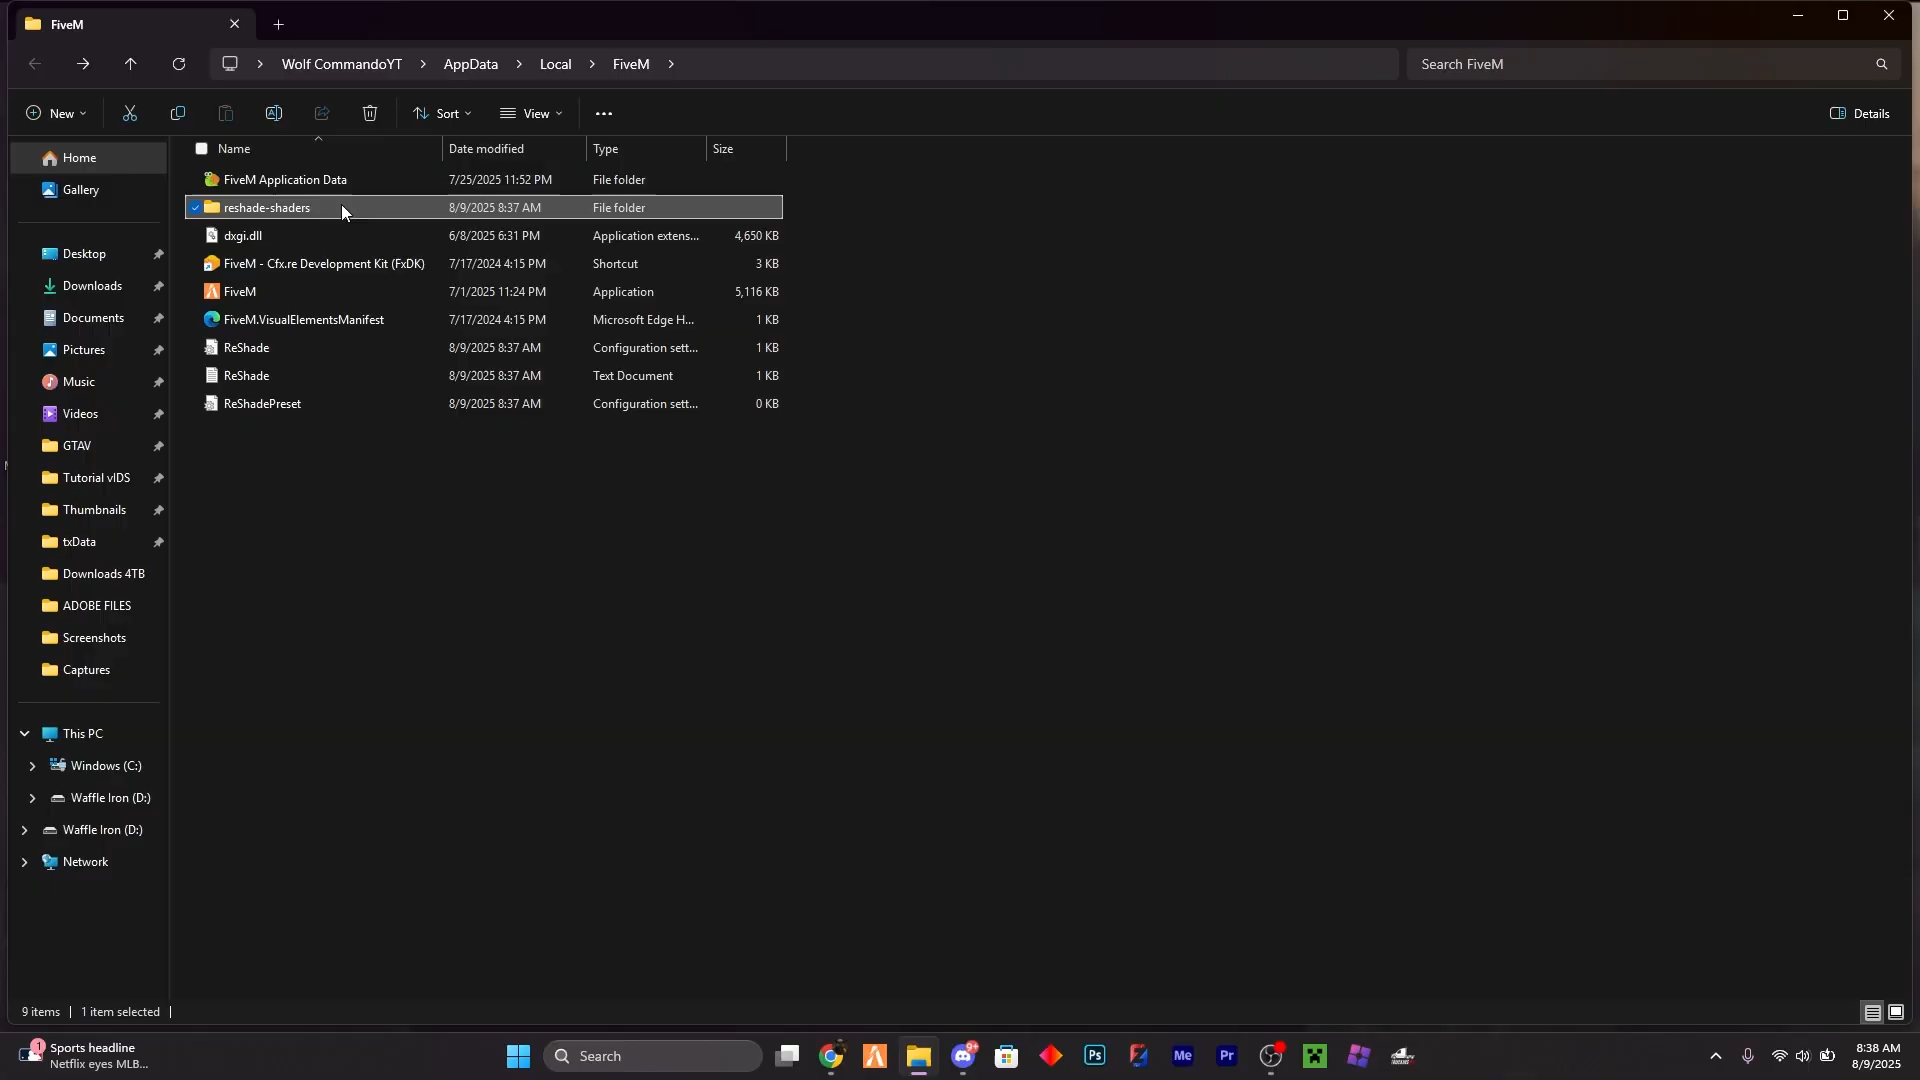 FiveM
Wolf CommandoYT
AppData
Local
FiveM
Search FiveM
New
Sort
View
Details
Name
Date modified
Type
Size
FiveM Application Data
7/25/2025 11:52 PM
File folder
reshade-shaders
8/9/2025 8:37 AM
File folder
dxgi.dll
6/8/2025 6:31 PM
Application extens...
4,650 KB
FiveM - Cfx.re Development Kit (FxDK)
7/17/2024 4:15 PM
Shortcut
3 KB
FiveM
7/1/2025 11:24 PM
Application
5,116 KB
FiveM.VisualElementsManifest
7/17/2024 4:15 PM
Microsoft Edge H...
1 KB
ReShade
8/9/2025 8:37 AM
Configuration sett...
1 KB
ReShade
8/9/2025 8:37 AM
Text Document
1 KB
ReShadePreset
8/9/2025 8:37 AM
Configuration sett...
0 KB
Home
Gallery
Desktop
Downloads
Documents
Pictures
Music
Videos
GTAV
Tutorial vIDS
Thumbnails
txData
Downloads 4TB
ADOBE FILES
Screenshots
Captures
This PC
Windows (C:)
Waffle Iron (D:)
Waffle Iron (D:)
Network
9 items
1 item selected
1
Sports headline
Netflix eyes MLB...
Search
9+
Ps
Me
Pr
8:38 AM
8/9/2025